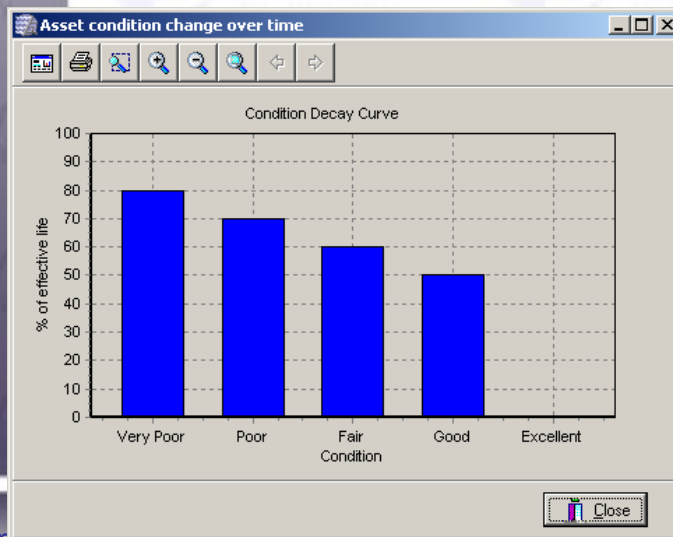 Asset condition change over time
Condition Decay Curve
100
90
80
70
60
50
40
30
20
10
0
% of effective life
Very Poor Poor Fair Good Excellent
Condition
Close